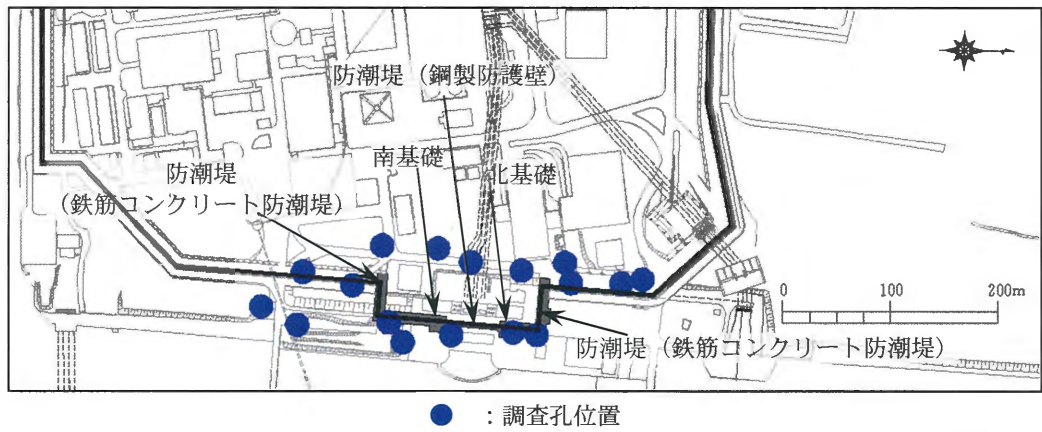 防潮堤（鋼製防護壁）
南基礎
北基礎
防潮堤
（鉄筋コンクリート防潮堤）
0 100 200m
防潮堤（鉄筋コンクリート防潮堤）
：調査孔位置